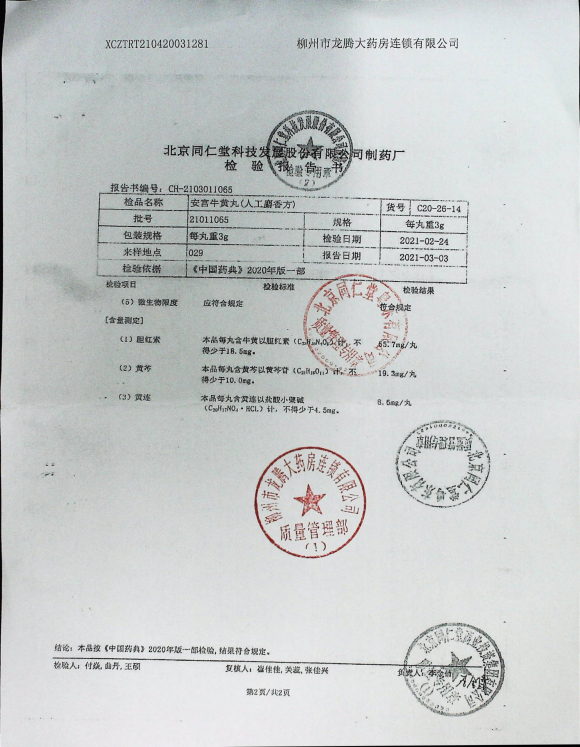 XCZTRT210420031281 柳州市龙腾大药房连锁有限公司
北京同仁堂科技发展股份有限公司制药厂
检 验 报 告 书
报告书编号: CH-2103011065
检品名称 安宫牛黄丸(人工麝香方) 货号 C20-26-14
批号 21011065 规格 每丸重3g
包装规格 每丸重3g 检验日期 2021-02-24
来样地点 029 报告日期 2021-03-03
检验依据 《中国药典》2020年版一部
检验项目 检验标准 检验结果
(5) 微生物限度 应符合规定 符合规定
[含量测定]
(1) 胆红素 本品每丸含牛黄以胆红素 计，不 55.7mg/丸
得少于18.5mg。
(2) 黄芩 本品每丸含黄芩以黄芩苷 (C21H18O11) 计，不 19.3mg/丸
得少于10.0mg。
(3) 黄连 本品每丸含黄连以盐酸小檗碱 8.5mg/丸
(C20H17NO4·HCL) 计，不得少于4.5mg。
柳州市龙腾大药房连锁有限公司
质量管理部
(1)
结论: 本品按《中国药典》2020年版一部检验,结果符合规定。
检验人: 付焱,曲丹,王硕 复核人: 崔佳佳,关蕊,张佳兴 负责人:
第2页/共2页